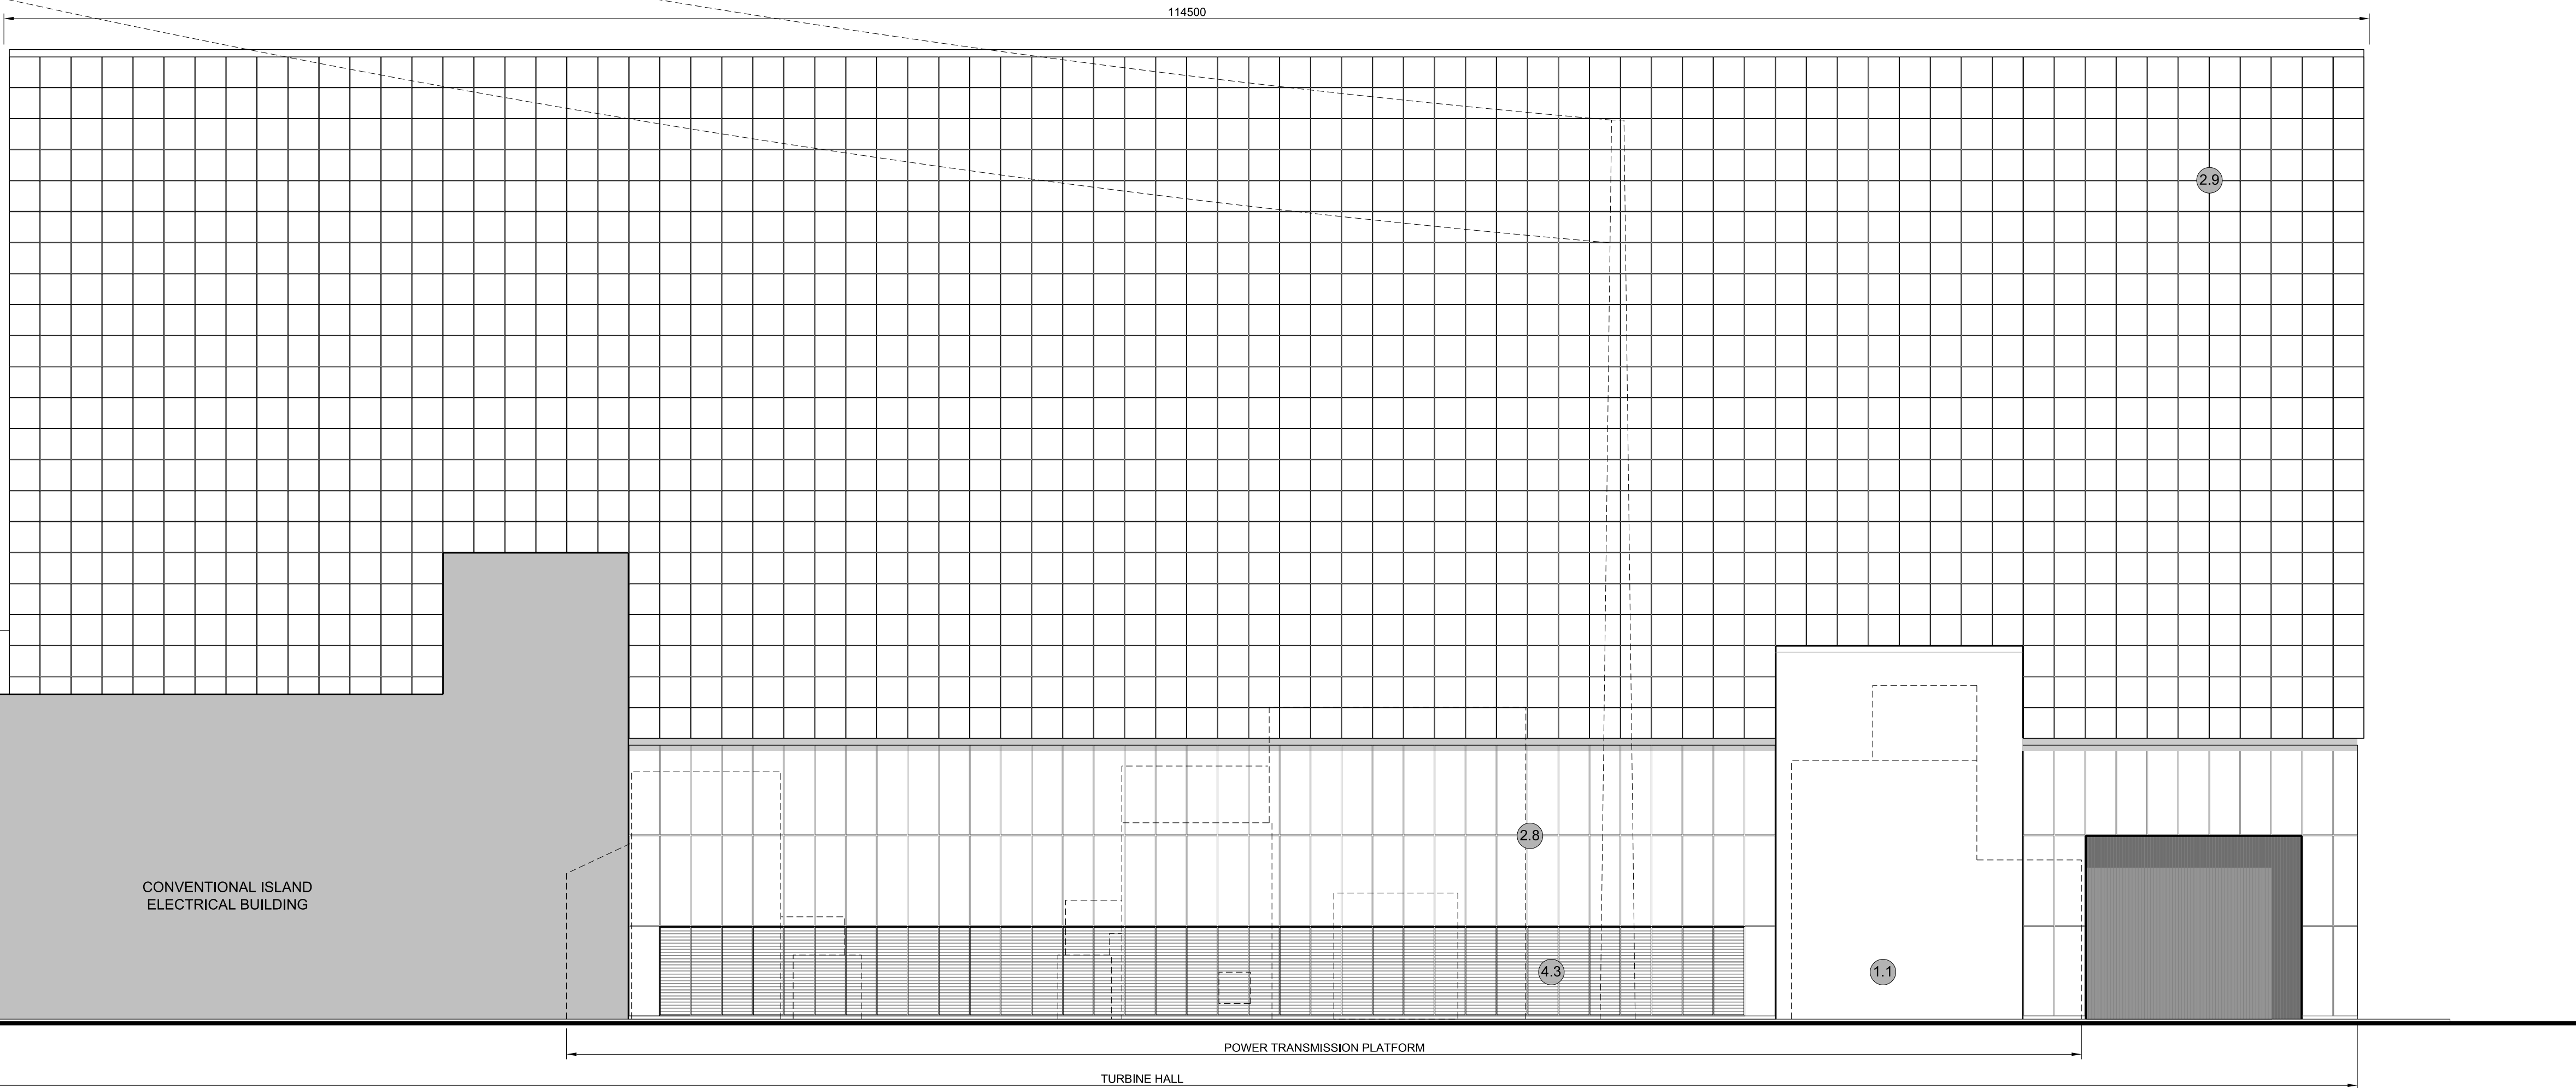 114500
2.9
2.8
CONVENTIONAL ISLAND
ELECTRICAL BUILDING
4.3
1.1
POWER TRANSMISSION PLATFORM
TURBINE HALL